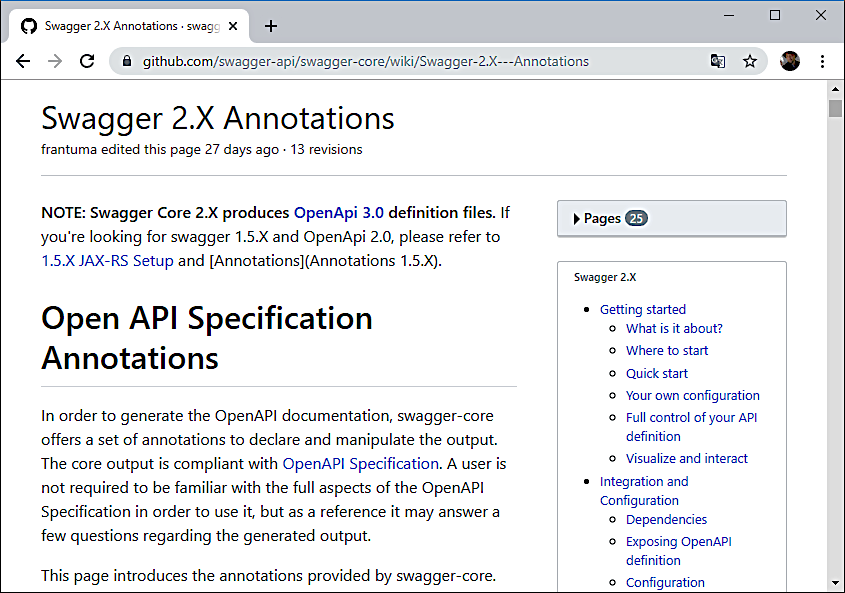 Swagger 2.X Annotations · swagg
github.com/swagger-api/swagger-core/wiki/Swagger-2.X---Annotations
Swagger 2.X Annotations
frantuma edited this page 27 days ago · 13 revisions
NOTE: Swagger Core 2.X produces OpenApi 3.0 definition files. If
you're looking for swagger 1.5.X and OpenApi 2.0, please refer to
1.5.X JAX-RS Setup and [Annotations](Annotations 1.5.X).
Open API Specification
Annotations
In order to generate the OpenAPI documentation, swagger-core
offers a set of annotations to declare and manipulate the output.
The core output is compliant with OpenAPI Specification. A user is
not required to be familiar with the full aspects of the OpenAPI
Specification in order to use it, but as a reference it may answer a
few questions regarding the generated output.
This page introduces the annotations provided by swagger-core.
Pages 25
Swagger 2.X
Getting started
What is it about?
Where to start
Quick start
Your own configuration
Full control of your API
definition
Visualize and interact
Integration and
Configuration
Dependencies
Exposing OpenAPI
definition
Configuration